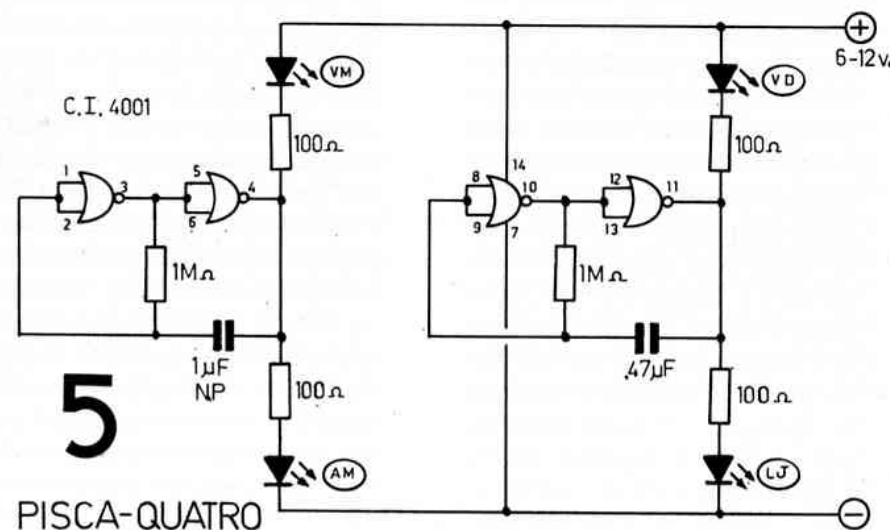 +
6-12v.
VM
VD
C.I. 4001
100Ω
100Ω
1
2
3
5
6
4
8
9
14
10
7
12
13
11
1MΩ
1MΩ
1µF
NP
.47µF
100Ω
100Ω
5
AM
LJ
PISCA-QUATRO
−